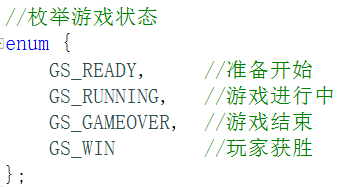 //枚举游戏状态
enum {
    GS_READY,      //准备开始
    GS_RUNNING,    //游戏进行中
    GS_GAMEOVER,   //游戏结束
    GS_WIN         //玩家获胜
};